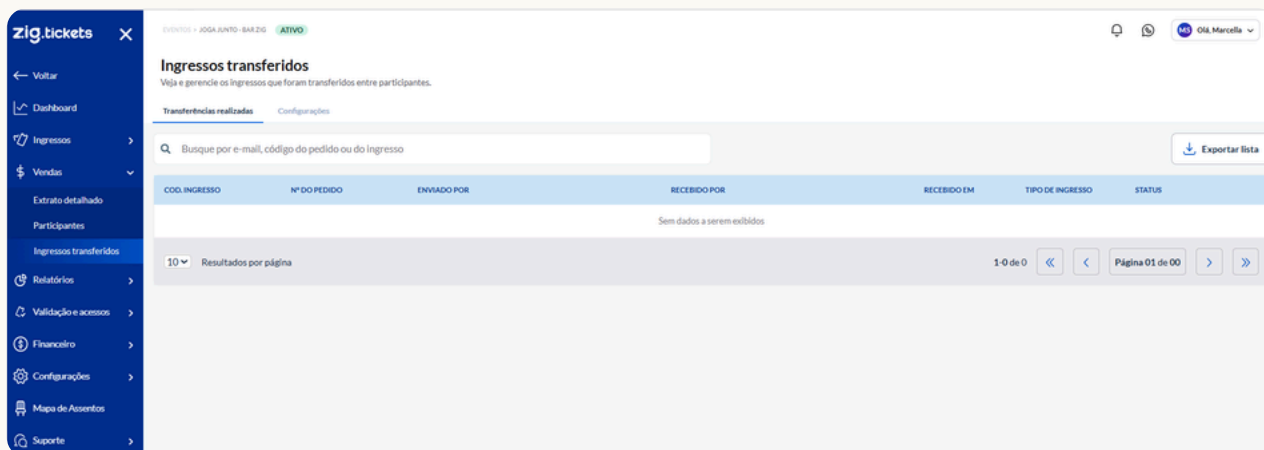 zig.tickets
EVENTOS > JOGA JUNTO - BAR ZIG ATIVO
MS Olá, Marcella
Voltar
Dashboard
Ingressos
Vendas
Extrato detalhado
Participantes
Ingressos transferidos
Relatórios
Validação e acessos
Financeiro
Configurações
Mapa de Assentos
Suporte
Ingressos transferidos
Veja e gerencie os ingressos que foram transferidos entre participantes.
Transferências realizadas Configurações
Busque por e-mail, código do pedido ou do ingresso
Exportar lista
COD. INGRESSO Nº DO PEDIDO ENVIADO POR RECEBIDO POR RECEBIDO EM TIPO DE INGRESSO STATUS
Sem dados a serem exibidos
10 Resultados por página 1-0 de 0 Página 01 de 00